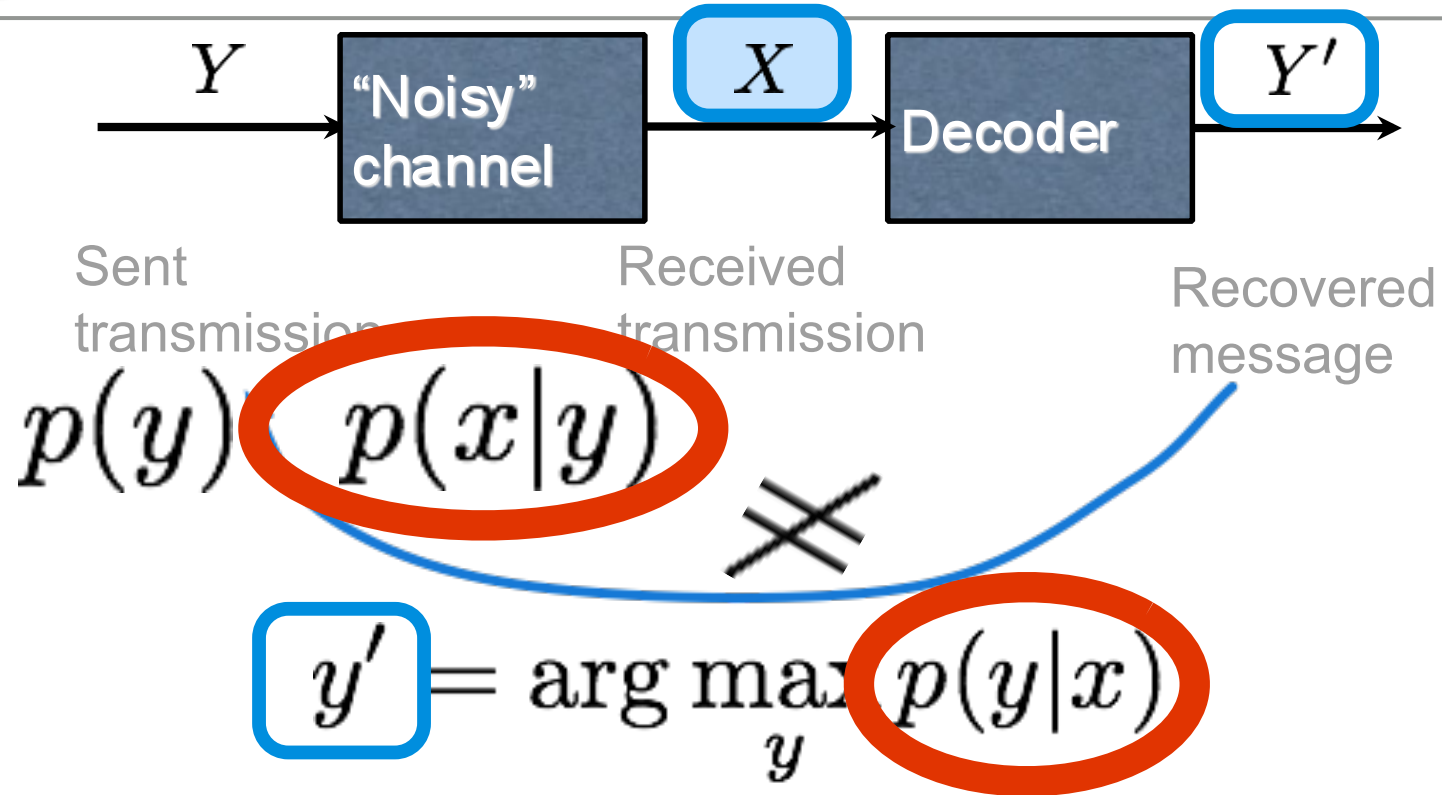 Y
“Noisy”
channel
X
Decoder
Y′
Sent
transmission
Received
transmission
Recovered
message
p(y) p(x|y)
≠
y′ = arg max p(y|x)
y